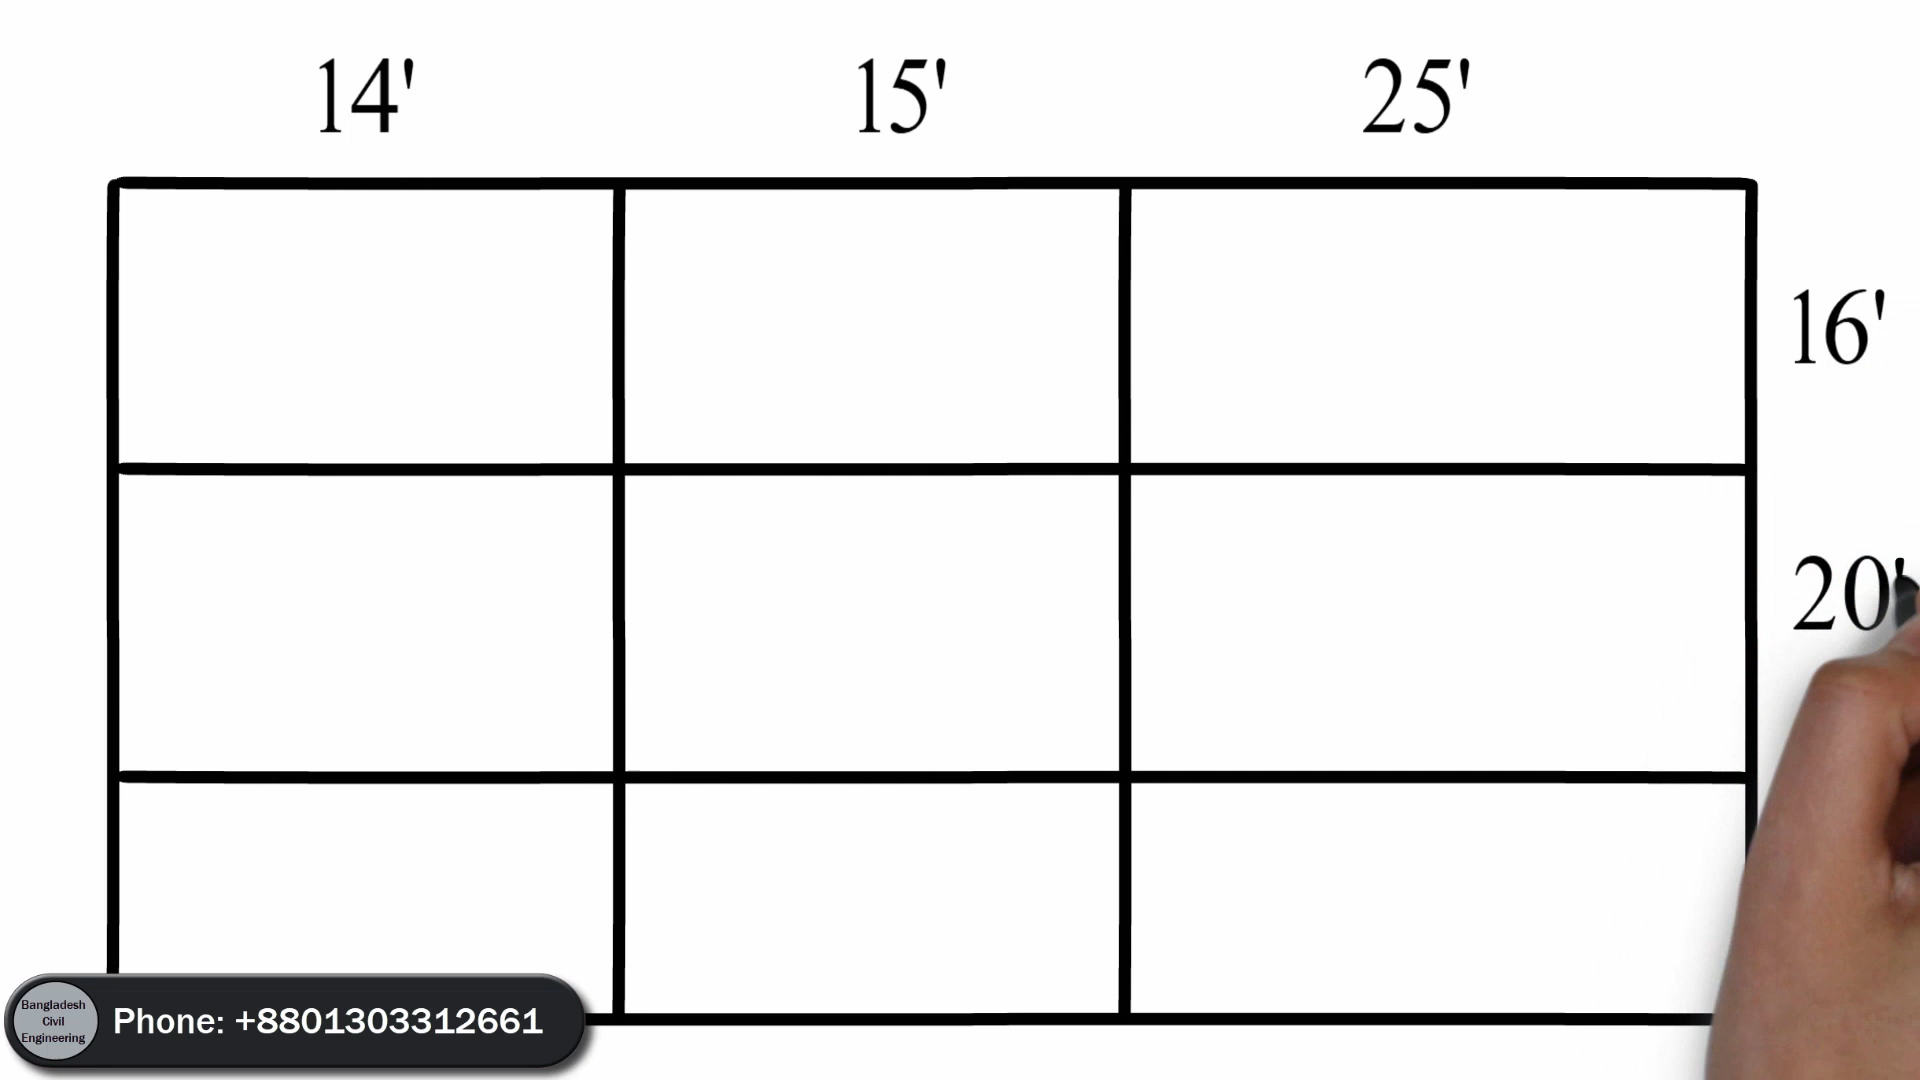 14'
15'
25'
16'
20'
Bangladesh
Civil
Engineering
Phone: +8801303312661